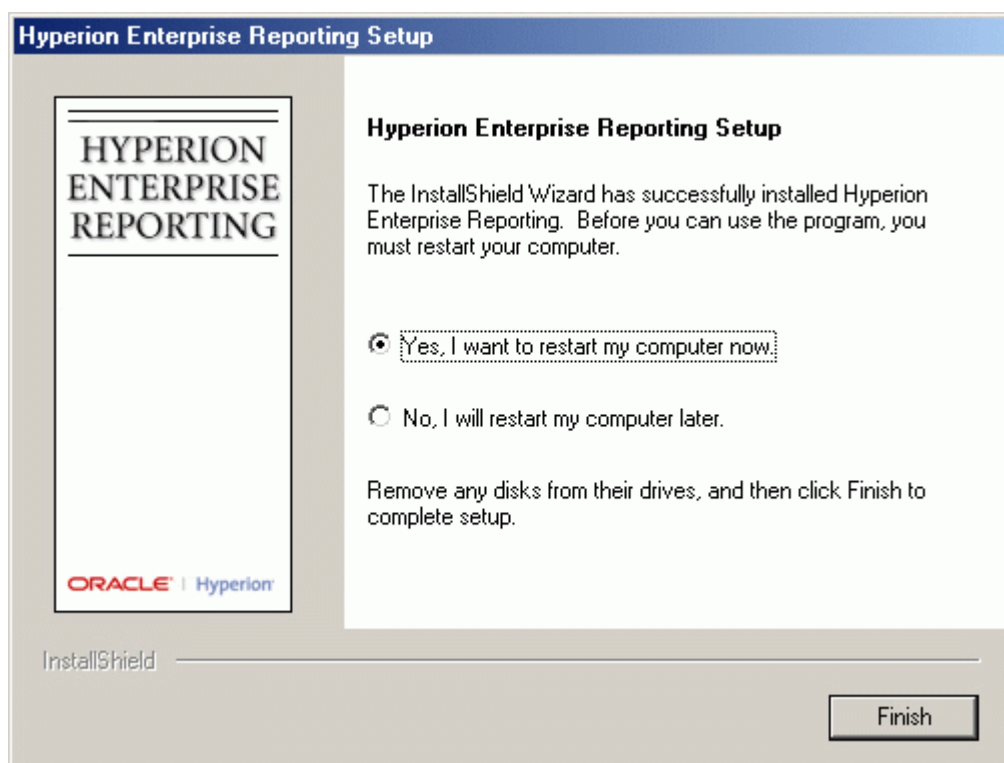 Hyperion Enterprise Reporting Setup
HYPERION
ENTERPRISE
REPORTING
ORACLE | Hyperion
Hyperion Enterprise Reporting Setup
The InstallShield Wizard has successfully installed Hyperion
Enterprise Reporting.  Before you can use the program, you
must restart your computer.
Yes, I want to restart my computer now.
No, I will restart my computer later.
Remove any disks from their drives, and then click Finish to
complete setup.
InstallShield
Finish